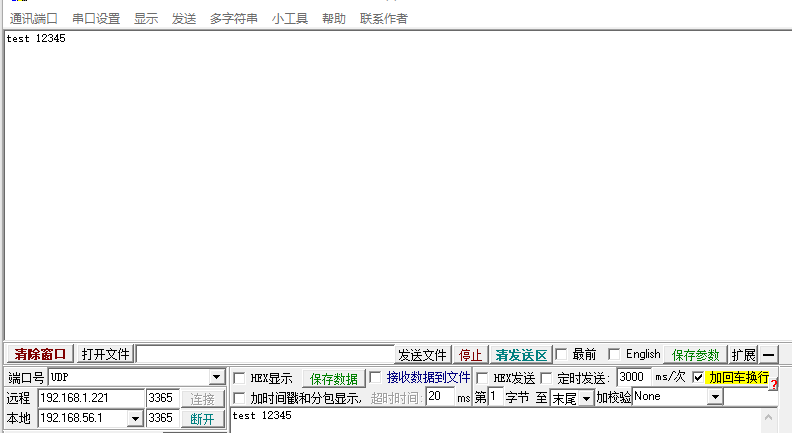 通讯端口 串口设置 显示 发送 多字符串 小工具 帮助 联系作者
test 12345
清除窗口 打开文件 发送文件 停止 清发送区 最前 English 保存参数 扩展 —
端口号 UDP HEX显示 保存数据 接收数据到文件 HEX发送 定时发送: 3000 ms/次 加回车换行 ?
远程 192.168.1.221 3365 连接 加时间戳和分包显示, 超时时间: 20 ms 第 1 字节 至 末尾 加校验 None
本地 192.168.56.1 3365 断开 test 12345